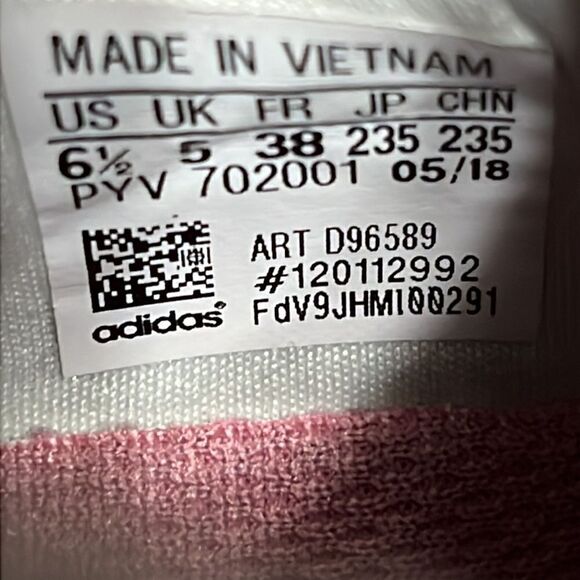 MADE IN VIETNAM
US UK FR JP CHN
6½ 5 38 235 235
PYV 702001 05/18
ART D96589
#120112992
FdV9JHMI00291
adidas®